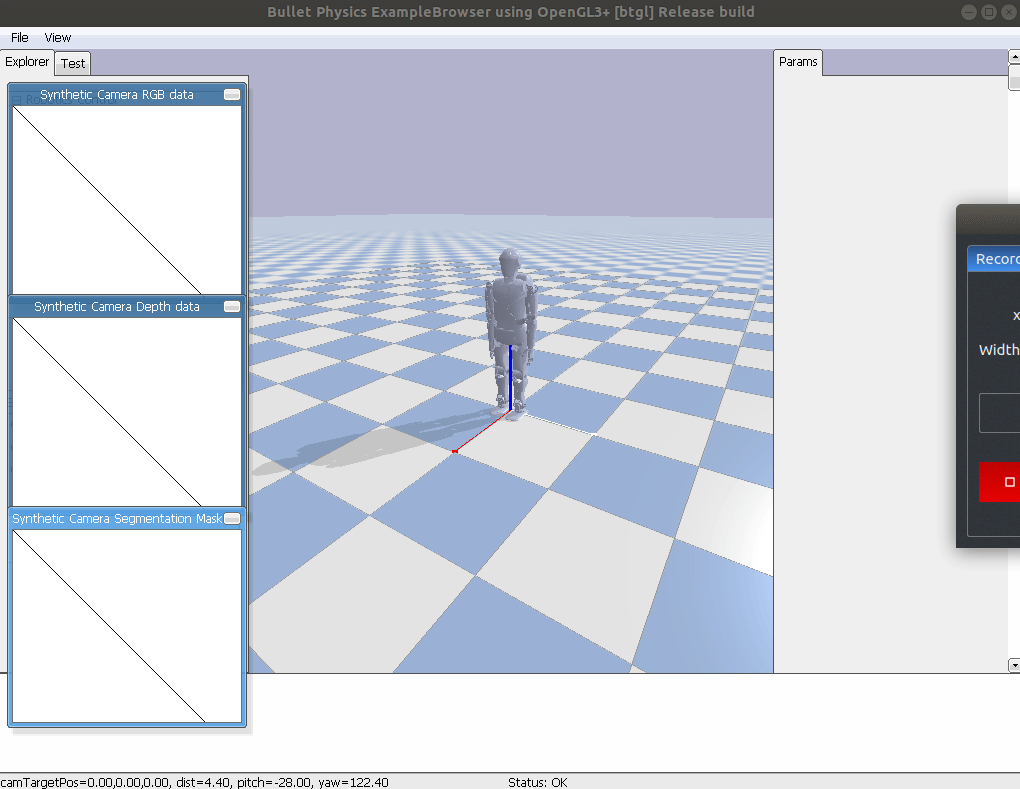 Bullet Physics ExampleBrowser using OpenGL3+ [btgl] Release build
File View
Explorer Test
Params
Synthetic Camera RGB data
Synthetic Camera Depth data
Synthetic Camera Segmentation Mask
Recor
x
Width
camTargetPos=0.00,0.00,0.00, dist=4.40, pitch=-28.00, yaw=122.40
Status: OK